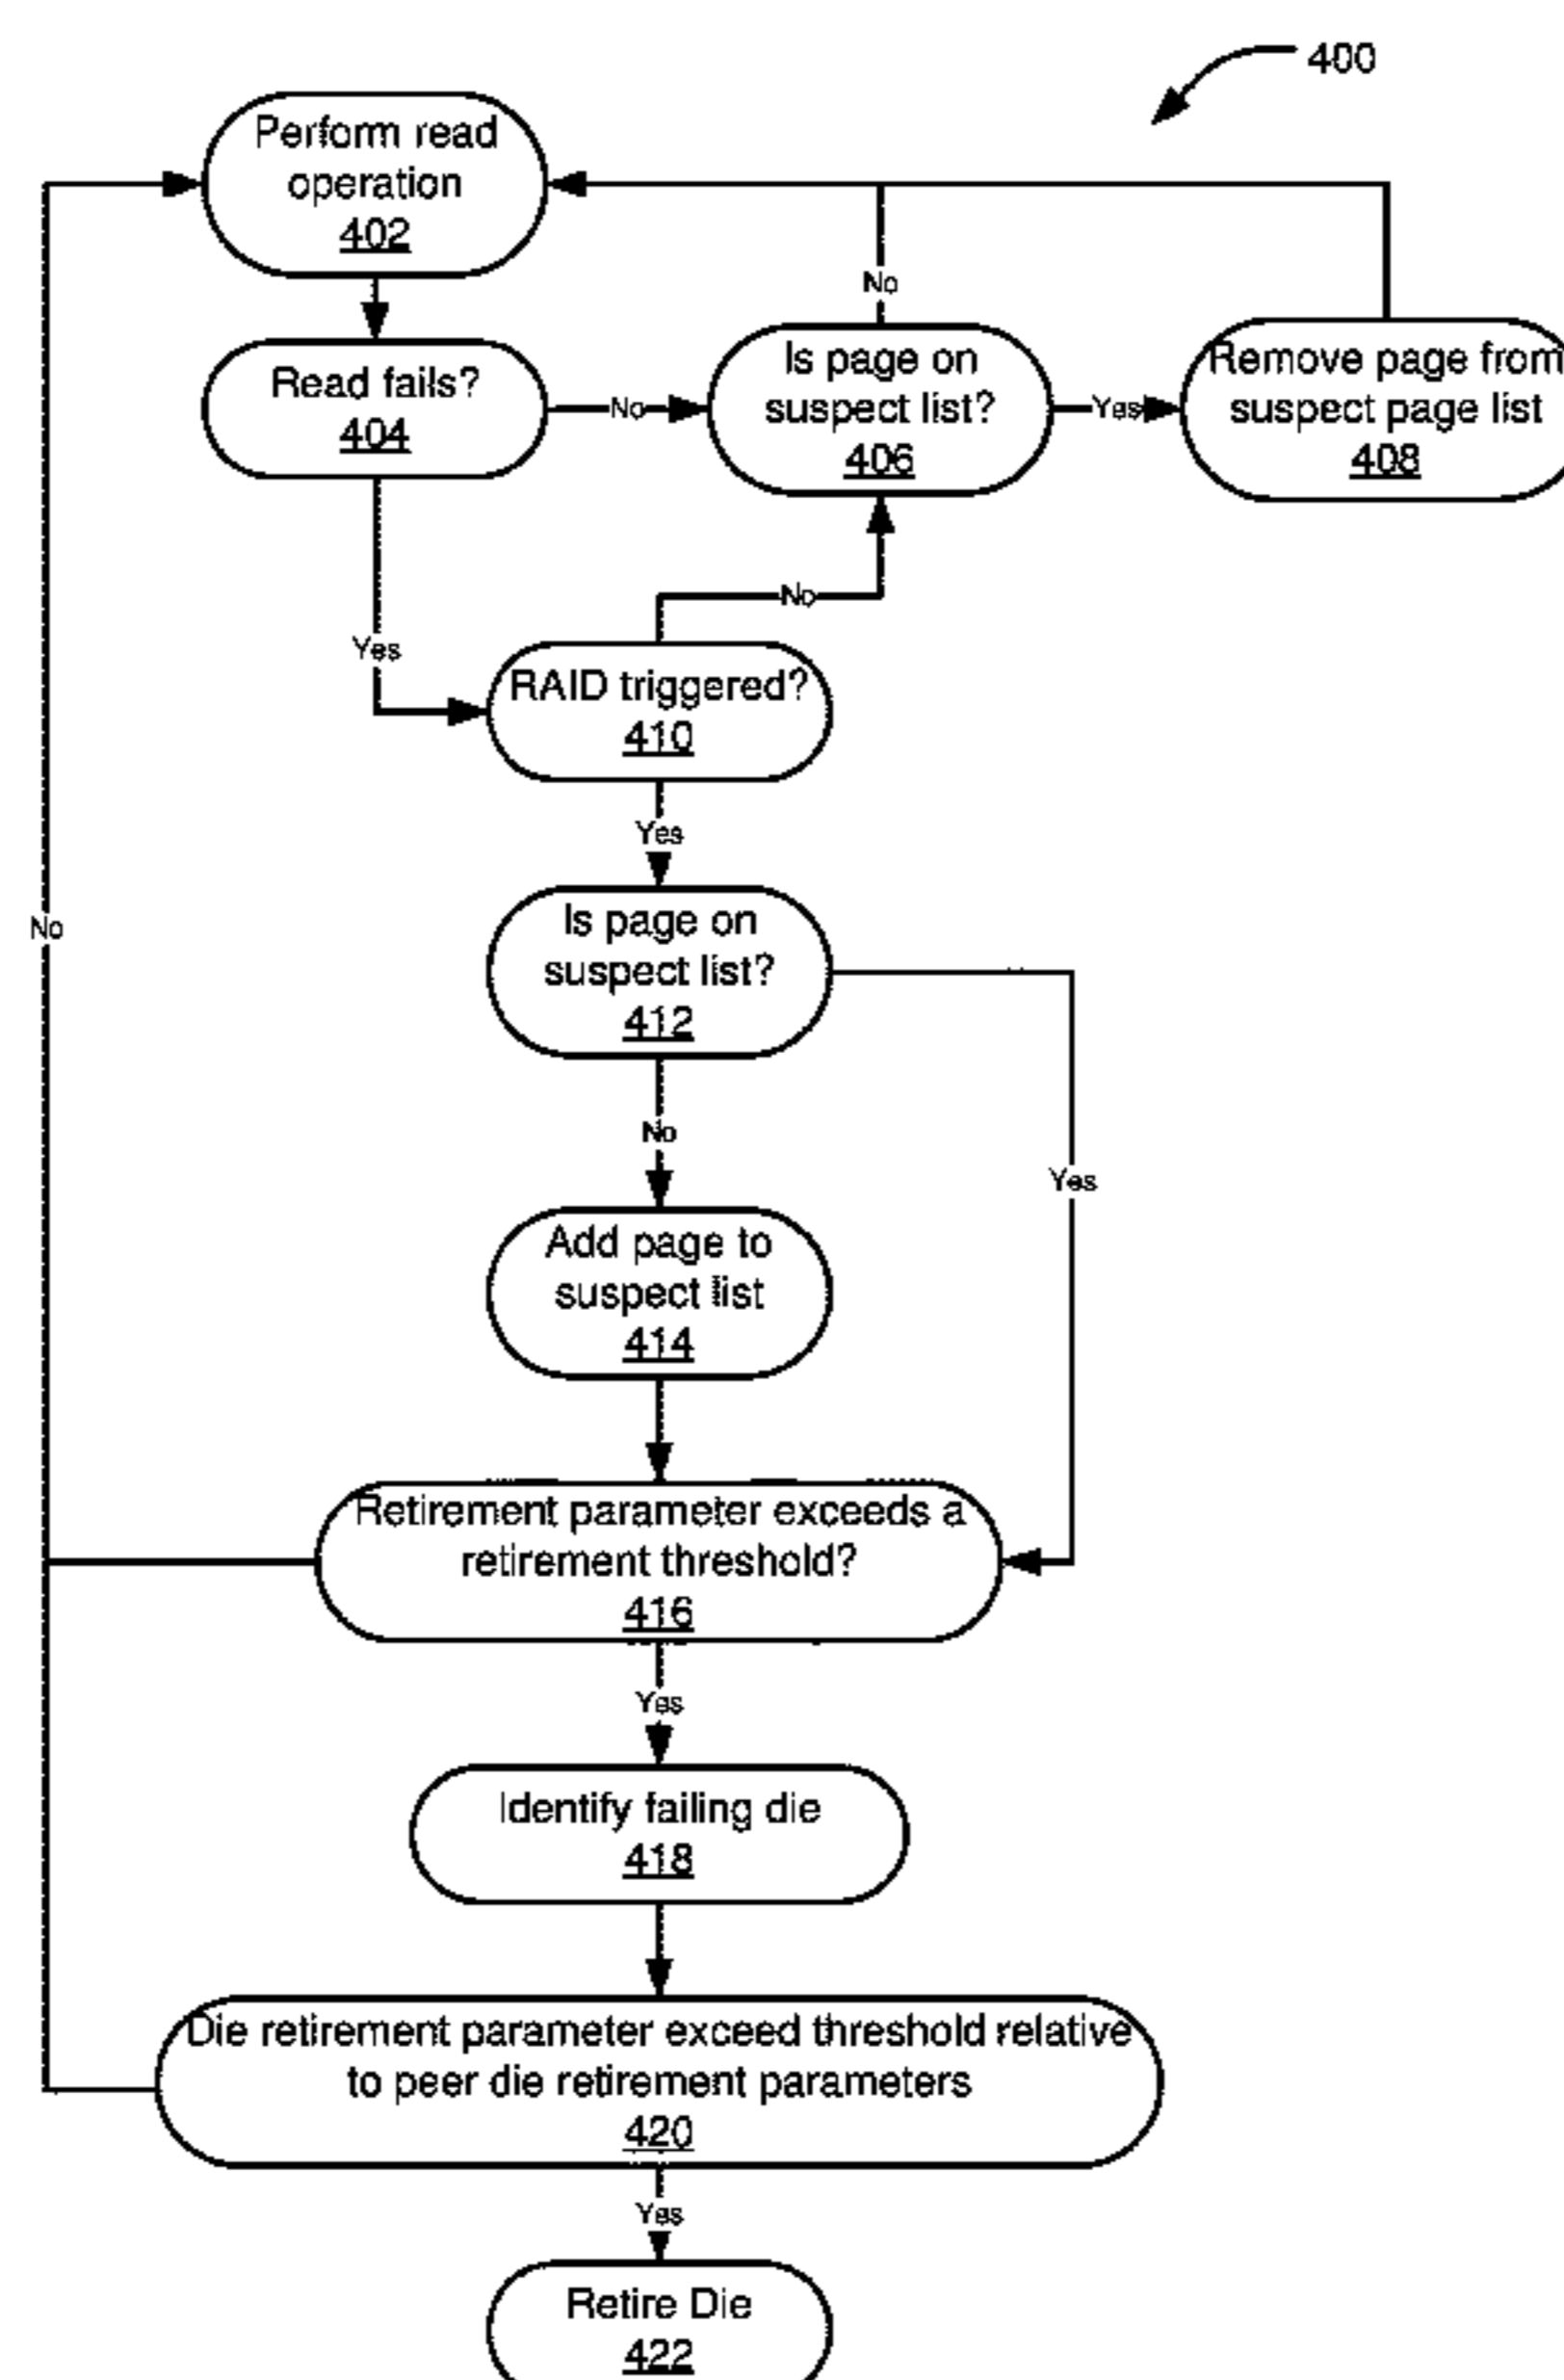 400
Perform read
operation
402
No
Read fails?
404
No
Is page on
suspect list?
406
Yes
Remove page from
suspect page list
408
No
Yes
RAID triggered?
410
Yes
Is page on
suspect list?
412
No
No
Yes
Add page to
suspect list
414
Retirement parameter exceeds a
retirement threshold?
416
Yes
Identify failing die
418
Die retirement parameter exceed threshold relative
to peer die retirement parameters
420
Yes
Retire Die
422